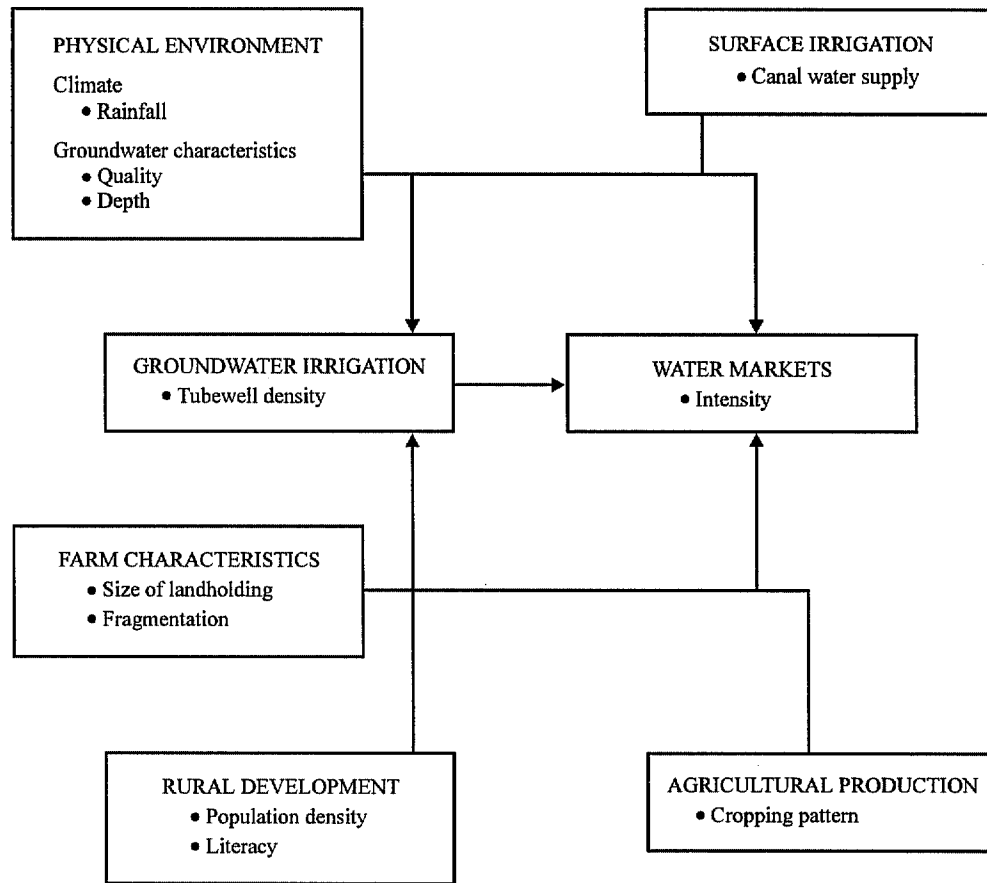 PHYSICAL ENVIRONMENT
Climate
• Rainfall
Groundwater characteristics
• Quality
• Depth
SURFACE IRRIGATION
• Canal water supply
GROUNDWATER IRRIGATION
• Tubewell density
WATER MARKETS
• Intensity
FARM CHARACTERISTICS
• Size of landholding
• Fragmentation
RURAL DEVELOPMENT
• Population density
• Literacy
AGRICULTURAL PRODUCTION
• Cropping pattern